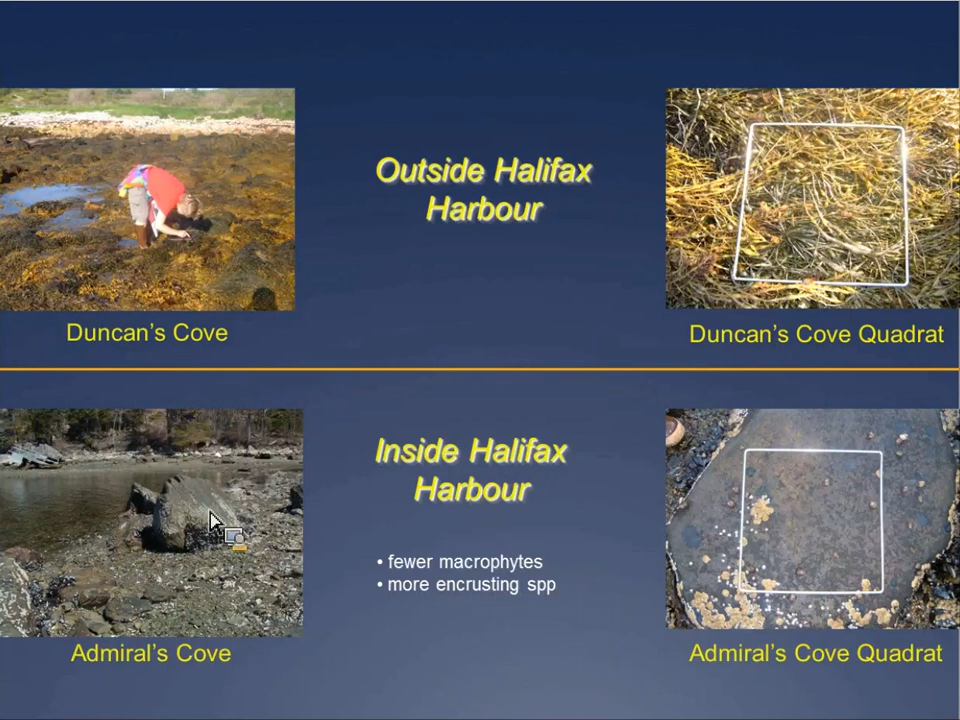 Outside Halifax
Harbour
Duncan's Cove
Duncan's Cove Quadrat
Inside Halifax
Harbour
• fewer macrophytes
• more encrusting spp
Admiral's Cove
Admiral's Cove Quadrat